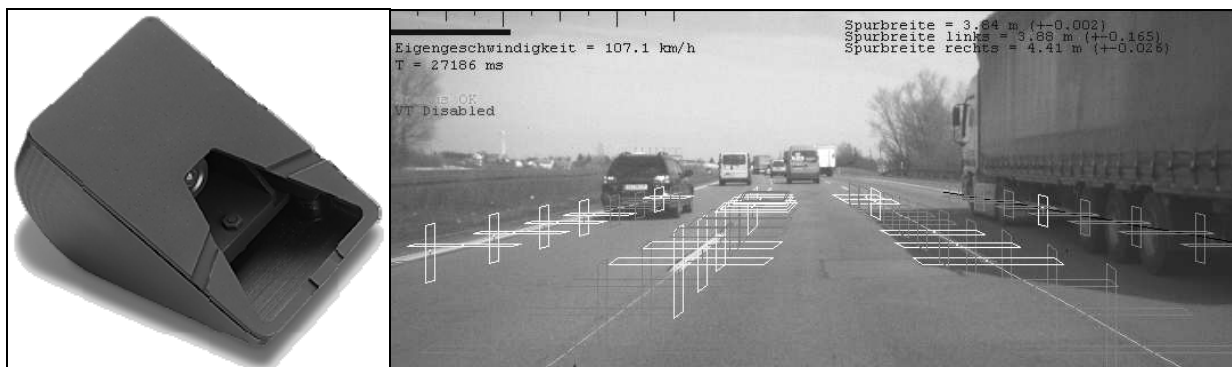 Eigengeschwindigkeit = 107.1 km/h
T = 27186 ms
OK
VT Disabled
Spurbreite = 3.84 m (+-0.002)
Spurbreite links = 3.88 m (+-0.165)
Spurbreite rechts = 4.41 m (+-0.026)